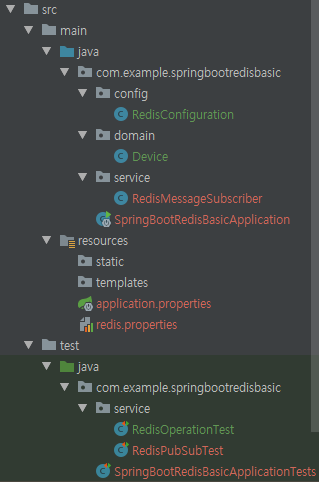 src
main
java
com.example.springbootredisbasic
config
RedisConfiguration
domain
Device
service
RedisMessageSubscriber
SpringBootRedisBasicApplication
resources
static
templates
application.properties
redis.properties
test
java
com.example.springbootredisbasic
service
RedisOperationTest
RedisPubSubTest
SpringBootRedisBasicApplicationTests